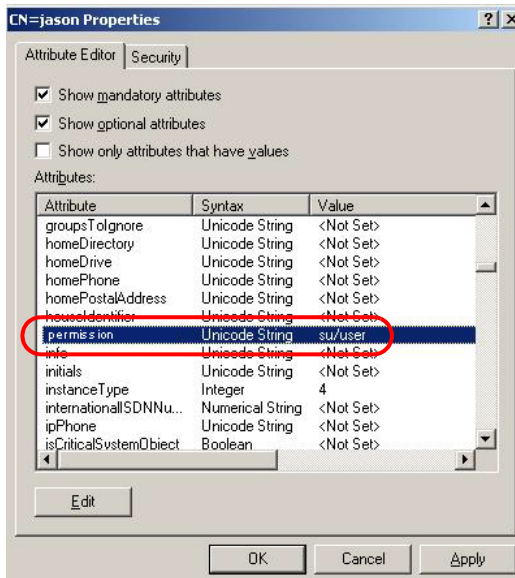 CN=jason Properties
Attribute Editor Security
Show mandatory attributes
Show optional attributes
Show only attributes that have values
Attributes:
Attribute Syntax Value
groupsToIgnore Unicode String <Not Set>
homeDirectory Unicode String <Not Set>
homeDrive Unicode String <Not Set>
homePhone Unicode String <Not Set>
homePostalAddress Unicode String <Not Set>
houseIdentifier Unicode String <Not Set>
permission Unicode String su/user
info Unicode String <Not Set>
initials Unicode String <Not Set>
instanceType Integer 4
internationalISDNNu... Numerical String <Not Set>
ipPhone Unicode String <Not Set>
isCriticalSystemObject Boolean <Not Set>
Edit
OK Cancel Apply